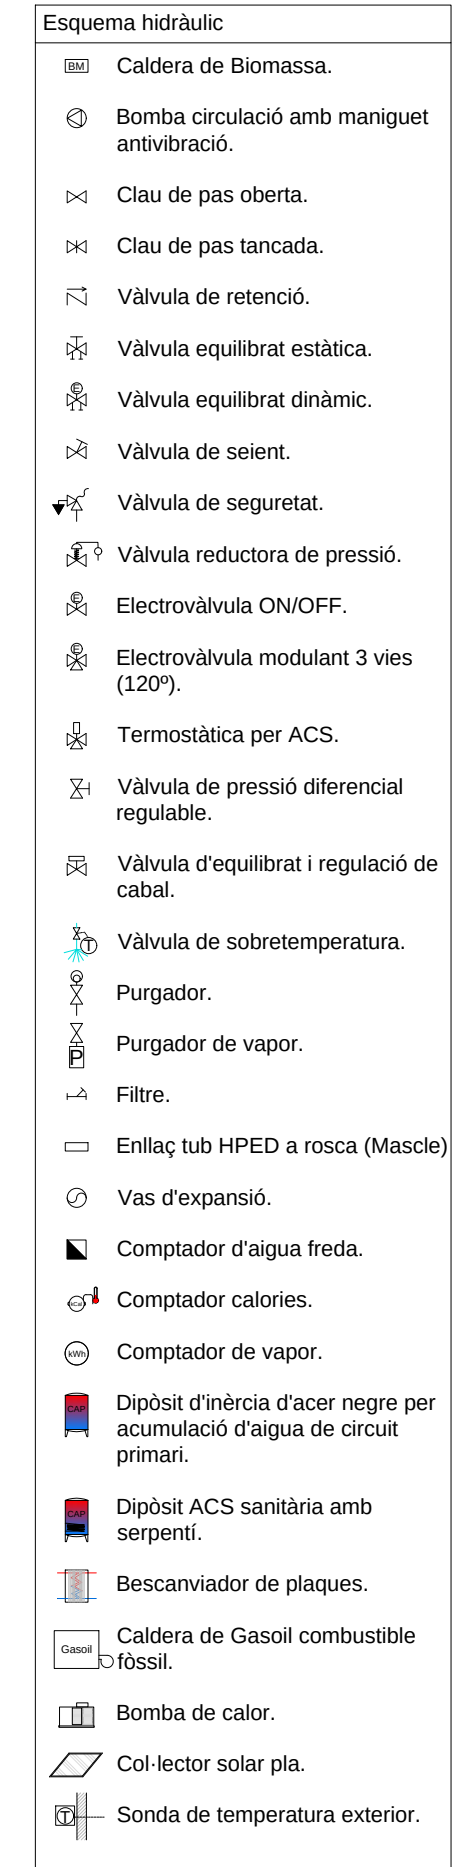 Esquema hidràulic
BM Caldera de Biomassa.
Bomba circulació amb maniguet
antivibració.
Clau de pas oberta.
Clau de pas tancada.
Vàlvula de retenció.
Vàlvula equilibrat estàtica.
E
Vàlvula equilibrat dinàmic.
Vàlvula de seient.
Vàlvula de seguretat.
Vàlvula reductora de pressió.
E
Electrovàlvula ON/OFF.
E
Electrovàlvula modulant 3 vies
(120º).
Termostàtica per ACS.
Vàlvula de pressió diferencial
regulable.
Vàlvula d'equilibrat i regulació de
cabal.
T Vàlvula de sobretemperatura.
Purgador.
Purgador de vapor.
P
Filtre.
Enllaç tub HPED a rosca (Mascle)
Vas d'expansió.
Comptador d'aigua freda.
kCal Comptador calories.
kWh Comptador de vapor.
Dipòsit d'inèrcia d'acer negre per
CAP acumulació d'aigua de circuit
primari.
Dipòsit ACS sanitària amb
CAP serpentí.
Bescanviador de plaques.
Caldera de Gasoil combustible
Gasoil fòssil.
Bomba de calor.
Col·lector solar pla.
T Sonda de temperatura exterior.